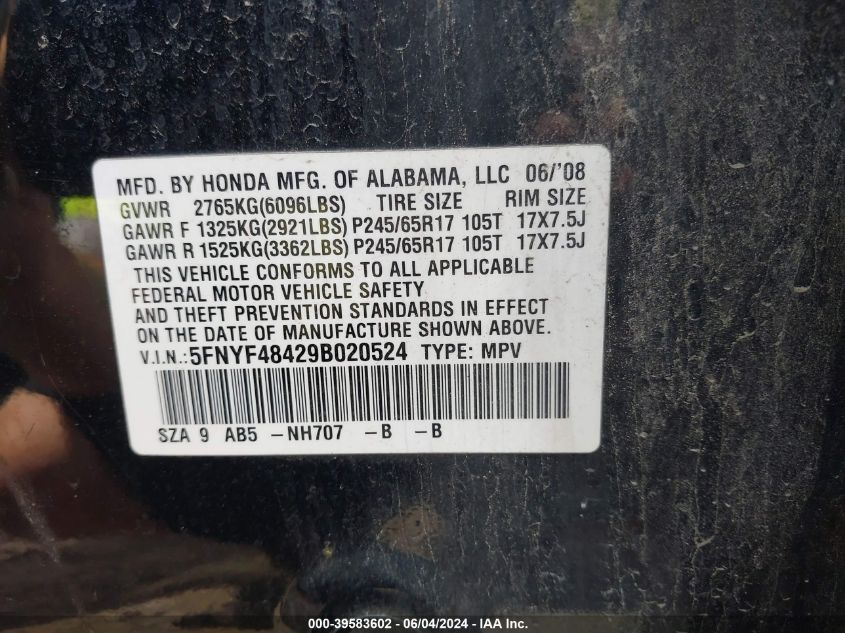 MFD. BY HONDA MFG. OF ALABAMA, LLC 06/'08
GVWR 2765KG(6096LBS) TIRE SIZE RIM SIZE
GAWR F 1325KG(2921LBS) P245/65R17 105T 17X7.5J
GAWR R 1525KG(3362LBS) P245/65R17 105T 17X7.5J
THIS VEHICLE CONFORMS TO ALL APPLICABLE
FEDERAL MOTOR VEHICLE SAFETY
AND THEFT PREVENTION STANDARDS IN EFFECT
ON THE DATE OF MANUFACTURE SHOWN ABOVE.
V.I.N.:5FNYF48429B020524 TYPE: MPV
SZA 9 AB5 -NH707 -B -B
000-39583602 - 06/04/2024 - IAA Inc.